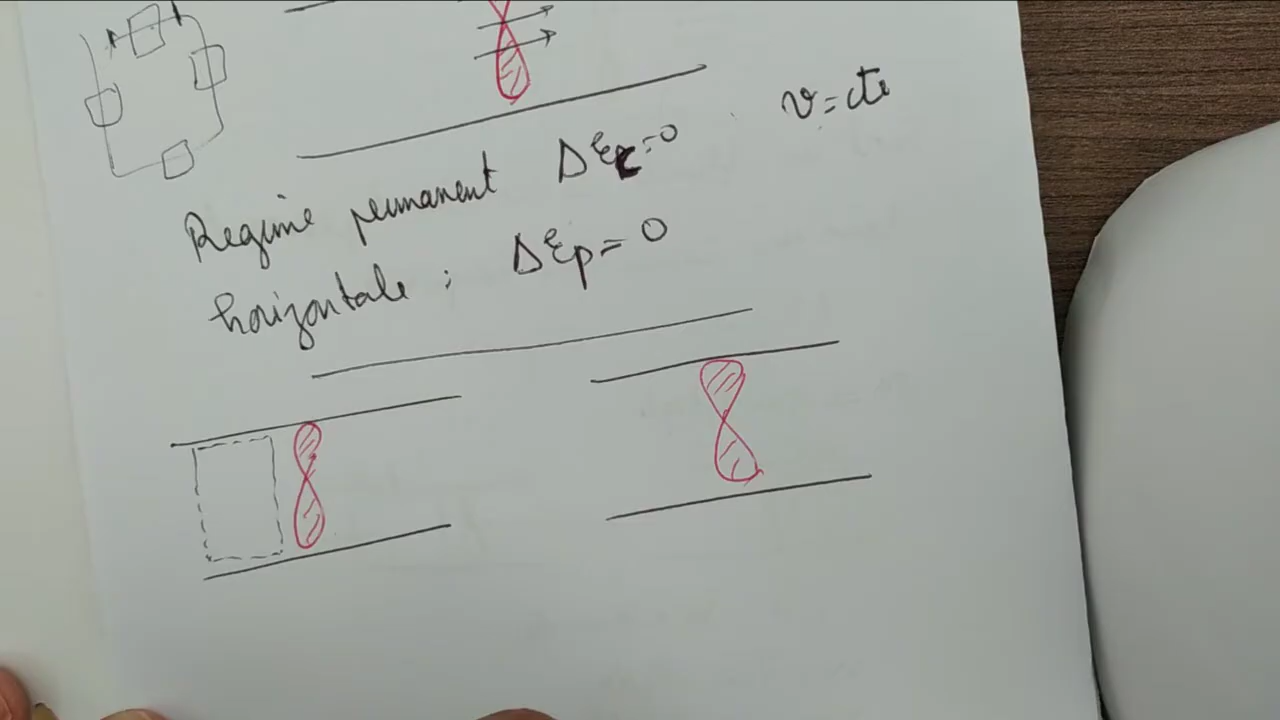 v = cte
Regime permanent ΔEc = 0
horizontale : ΔEp = 0